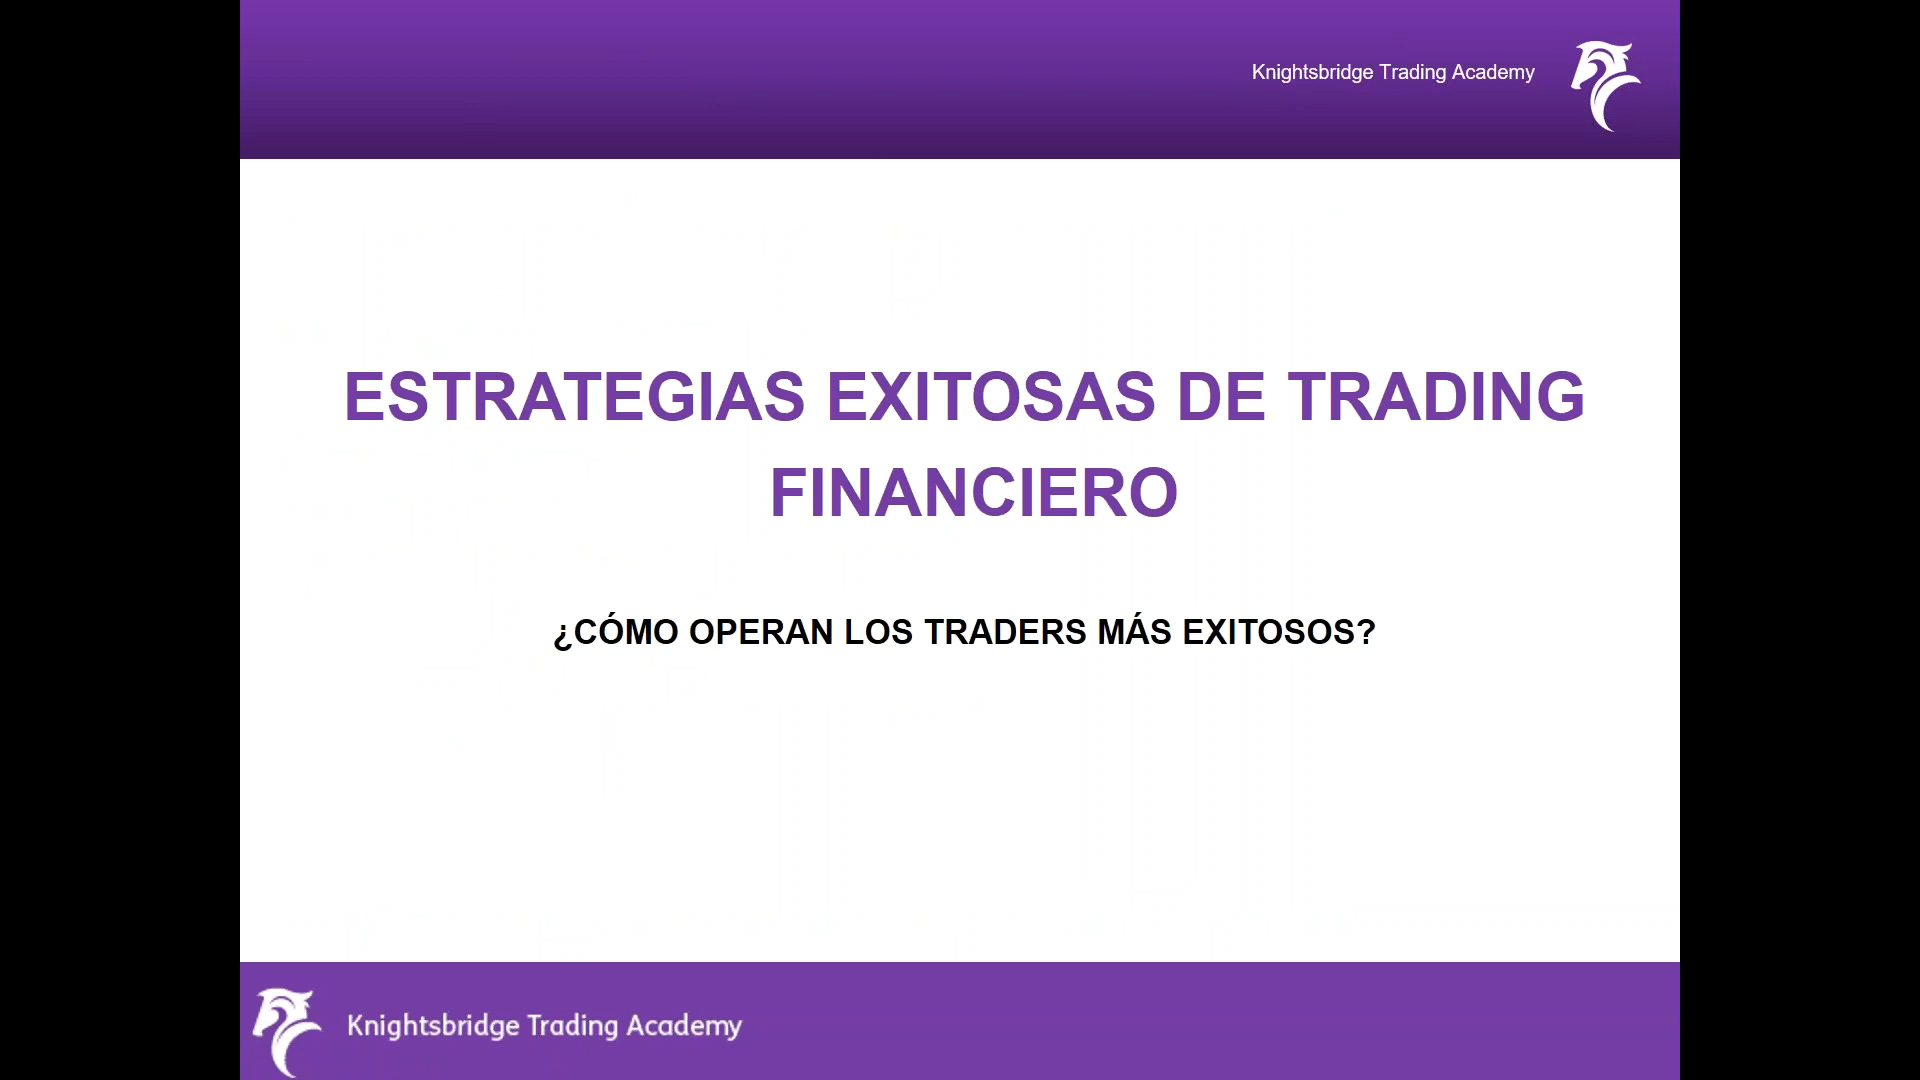 Knightsbridge Trading Academy
ESTRATEGIAS EXITOSAS DE TRADING
FINANCIERO
¿CÓMO OPERAN LOS TRADERS MÁS EXITOSOS?
Knightsbridge Trading Academy